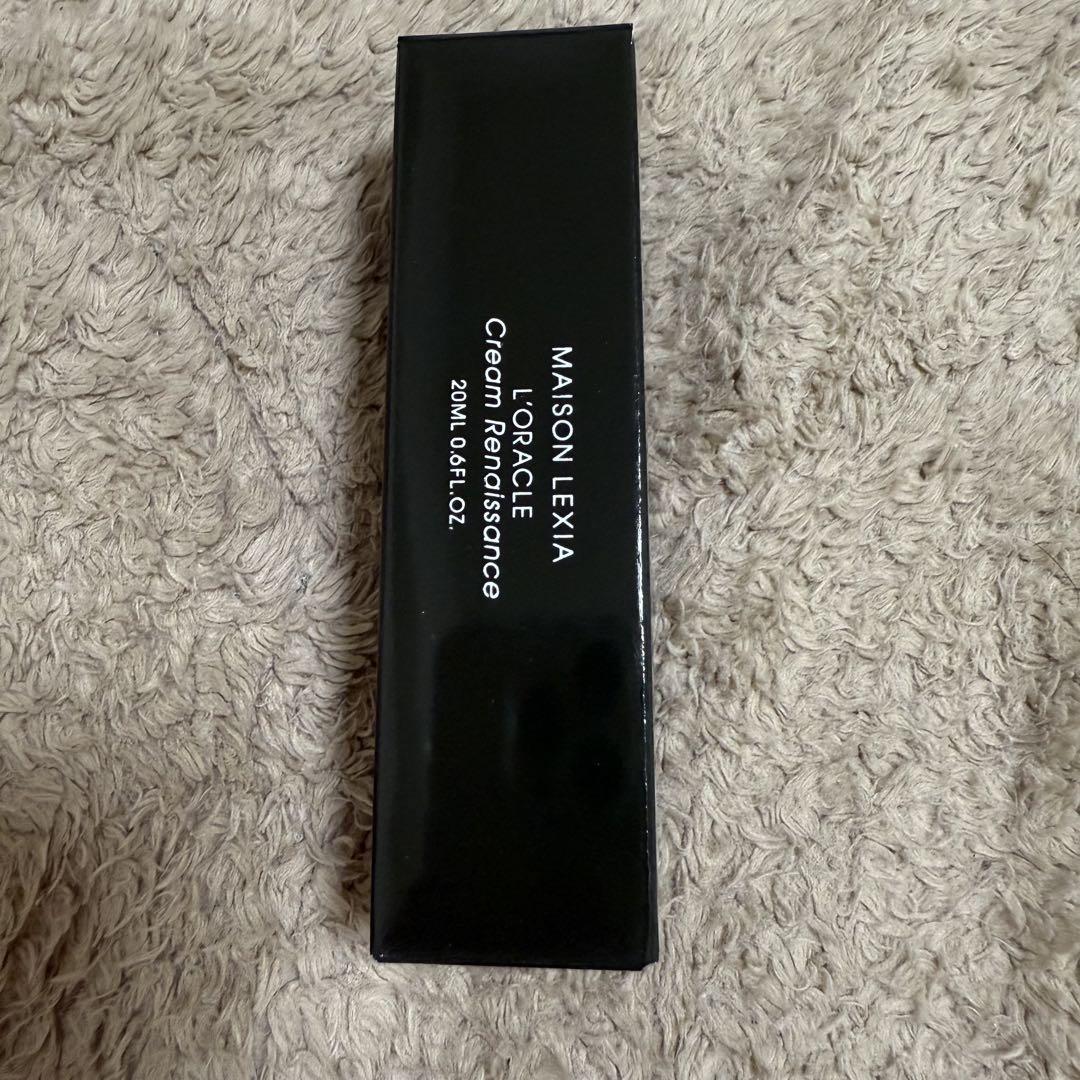 MAISON LEXIA
L'ORACLE
Cream Renaissance
20ML 0.6FL.OZ.